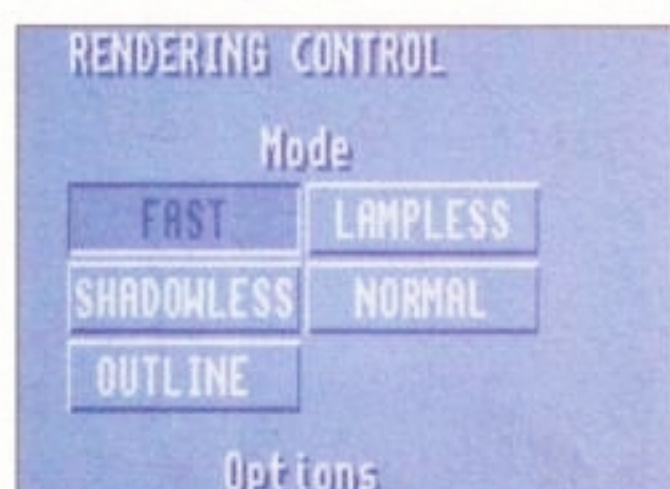 RENDERING CONTROL
Mode
FAST LAMPLESS
SHADOWLESS NORMAL
OUTLINE
Options